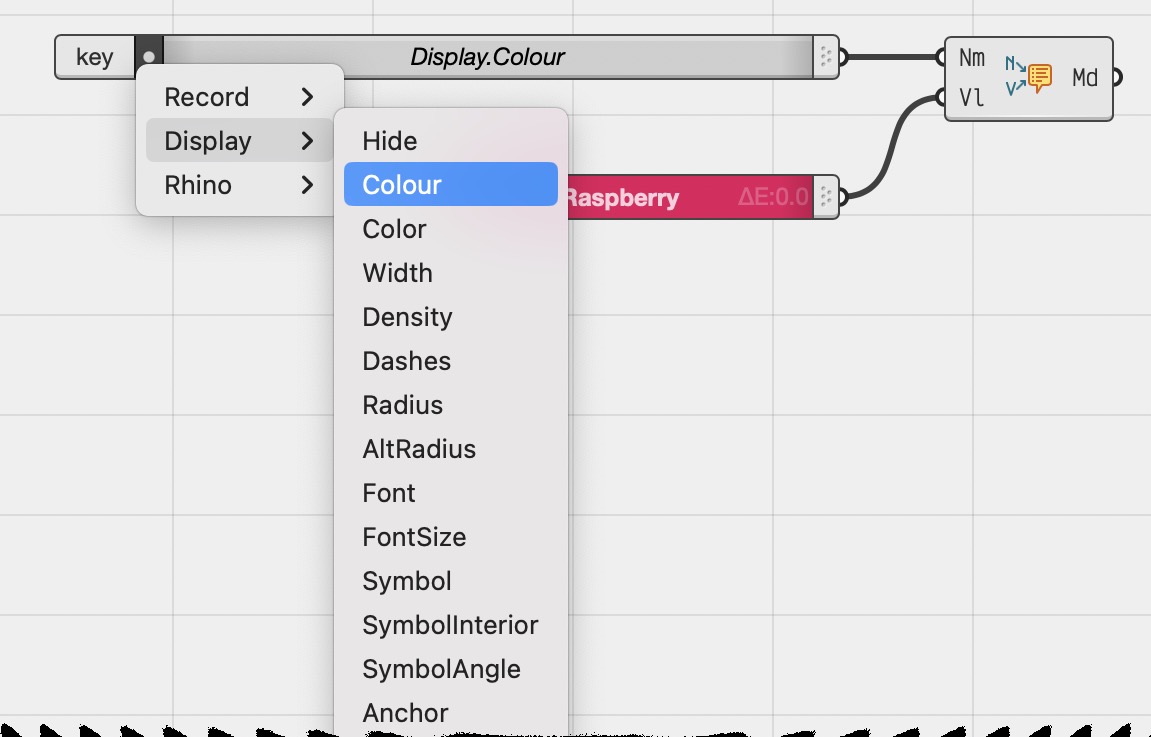 key Display.Colour
Nm
Vl
Md
Record
Display
Rhino
Hide
Colour
Color
Width
Density
Dashes
Radius
AltRadius
Font
FontSize
Symbol
SymbolInterior
SymbolAngle
Anchor
Raspberry ΔE:0.0